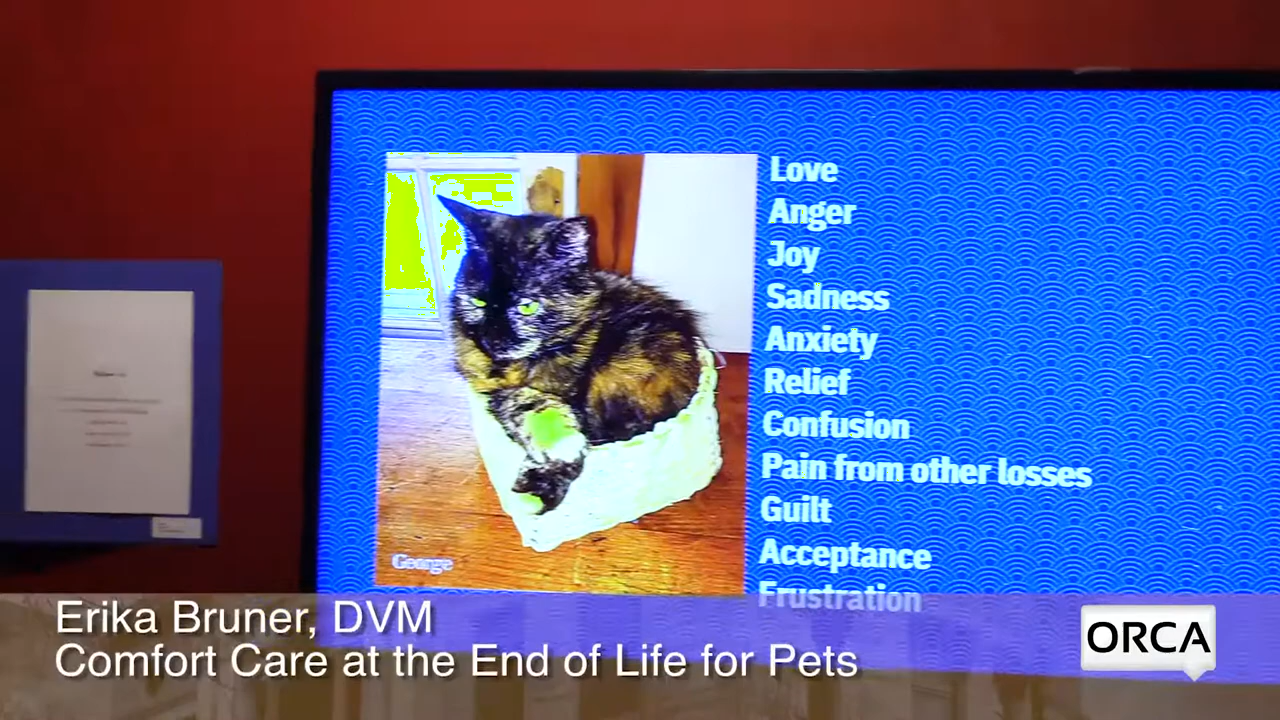 Love
Anger
Joy
Sadness
Anxiety
Relief
Confusion
Pain from other losses
Guilt
Acceptance
Frustration
George
Erika Bruner, DVM
Comfort Care at the End of Life for Pets
ORCA